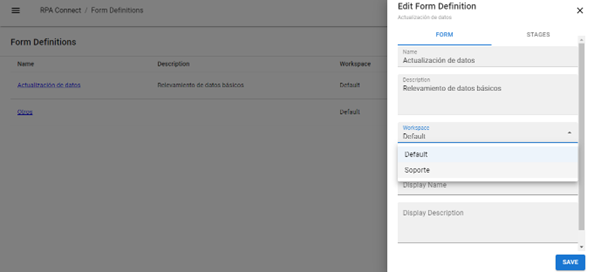 RPA Connect / Form Definitions
Form Definitions
Name Description Workspace
Actualización de datos Relevamiento de datos básicos Default
Otros Default
Edit Form Definition
Actualización de datos
FORM STAGES
Name
Actualización de datos
Description
Relevamiento de datos básicos
Workspace
Default
Default
Soporte
Display Name
Display Description
SAVE